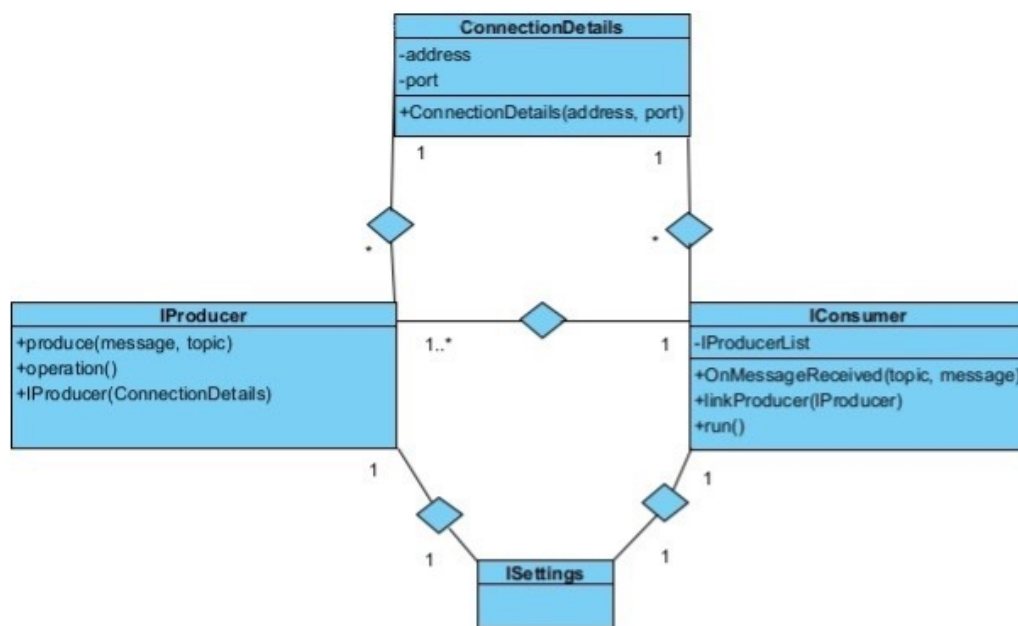 ConnectionDetails
-address
-port
+ConnectionDetails(address, port)
1
1
*
*
IProducer
+produce(message, topic)
+operation()
+IProducer(ConnectionDetails)
1..*
1
IConsumer
-IProducerList
+OnMessageReceived(topic, message)
+linkProducer(IProducer)
+run()
1
1
1
1
ISettings